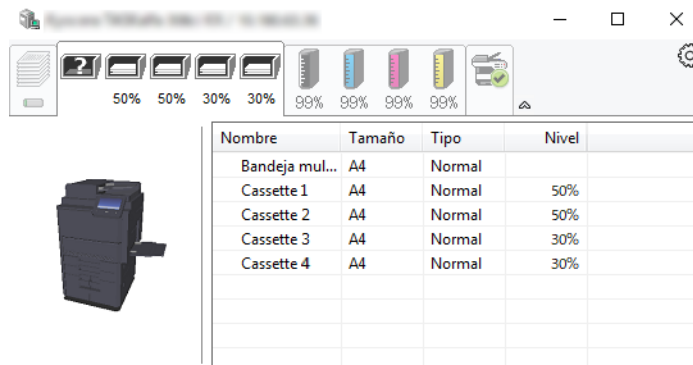 50% 50% 30% 30% 99% 99% 99% 99%
Nombre Tamaño Tipo Nivel
Bandeja mul... A4 Normal
Cassette 1 A4 Normal 50%
Cassette 2 A4 Normal 50%
Cassette 3 A4 Normal 30%
Cassette 4 A4 Normal 30%